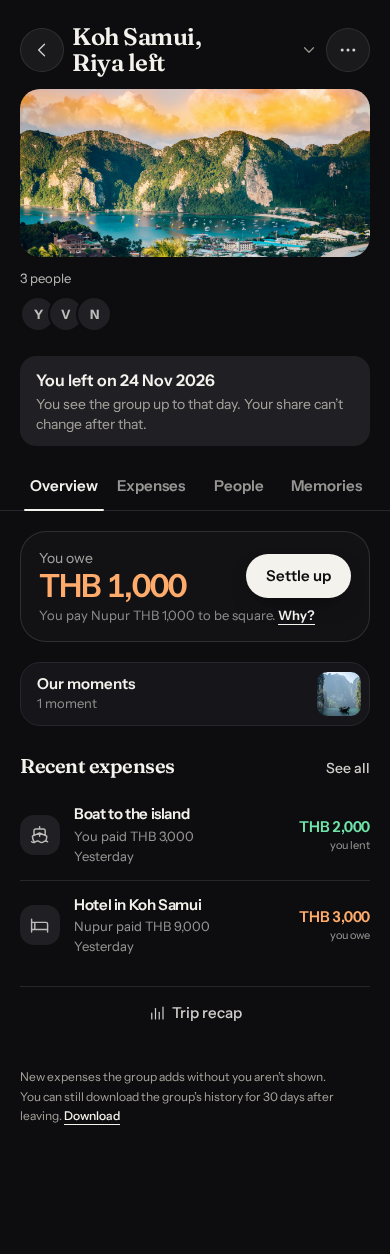 Koh Samui,
Riya left
3 people
Y V N
You left on 24 Nov 2026
You see the group up to that day. Your share can't
change after that.
Overview Expenses People Memories
You owe
THB 1,000
Settle up
You pay Nupur THB 1,000 to be square. Why?
Our moments
1 moment
Recent expenses
See all
Boat to the island
You paid THB 3,000
Yesterday
THB 2,000
you lent
Hotel in Koh Samui
Nupur paid THB 9,000
Yesterday
THB 3,000
you owe
Trip recap
New expenses the group adds without you aren't shown.
You can still download the group's history for 30 days after
leaving. Download